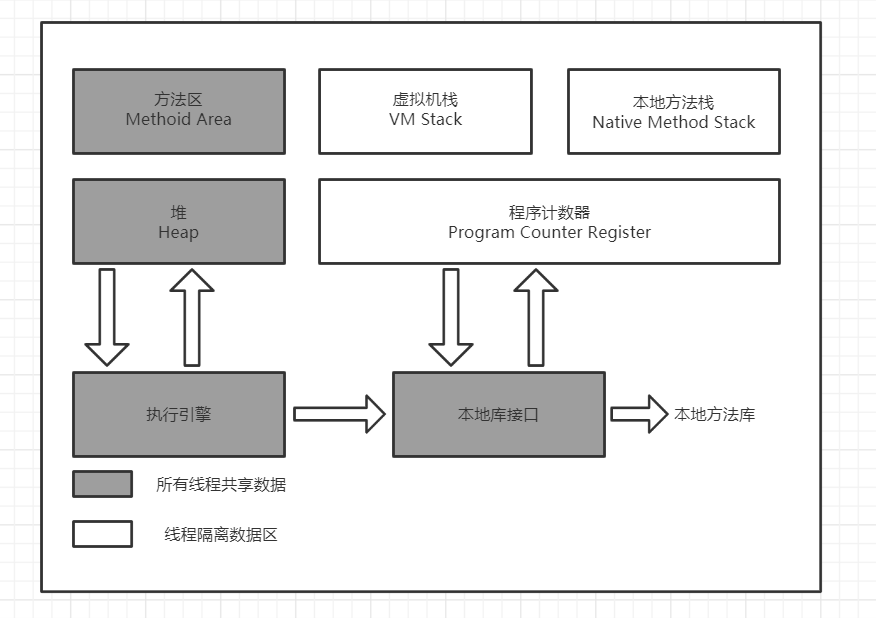 方法区
Methoid Area
虚拟机栈
VM Stack
本地方法栈
Native Method Stack
堆
Heap
程序计数器
Program Counter Register
执行引擎
本地库接口
本地方法库
所有线程共享数据
线程隔离数据区